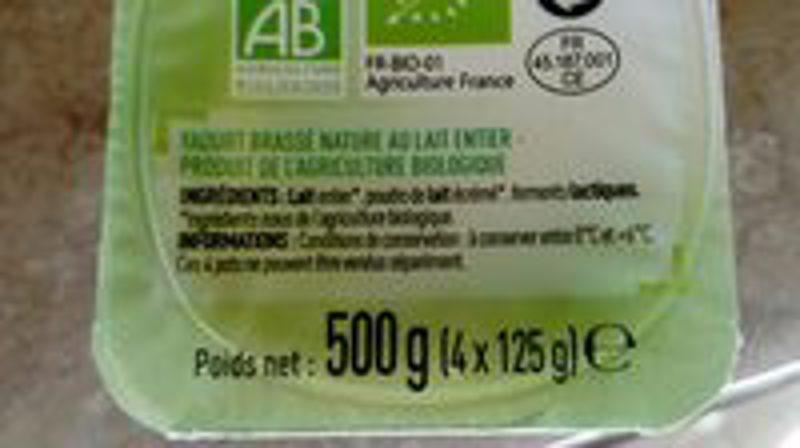 AB
FR-BIO-01
Agriculture France
FR
45.187.001
CE
YAOURT BRASSÉ NATURE AU LAIT ENTIER
PRODUIT DE L'AGRICULTURE BIOLOGIQUE
INGRÉDIENTS : Lait entier*, poudre de lait écrémé*, ferments lactiques.
*Ingrédients issus de l'agriculture biologique.
INFORMATIONS : Conditions de conservation : à conserver entre 0°C et +6°C.
Ces 4 pots ne peuvent être vendus séparément.
Poids net : 500 g (4 x 125 g) e